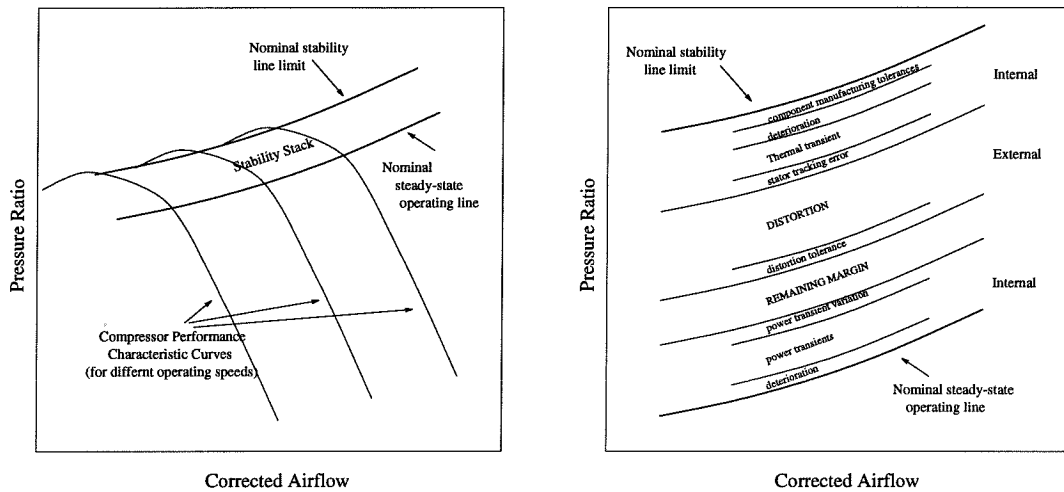 Nominal stability
line limit
Stability Stack
Nominal
steady-state
operating line
Compressor Performance
Characteristic Curves
(for differnt operating speeds)
Pressure Ratio
Corrected Airflow
Nominal stability
line limit
component manufacturing tolerances
deterioration
Thermal transient
stator tracking error
DISTORTION
distortion tolerance
REMAINING MARGIN
power transient variation
power transients
deterioration
Internal
External
Internal
Nominal steady-state
operating line
Pressure Ratio
Corrected Airflow